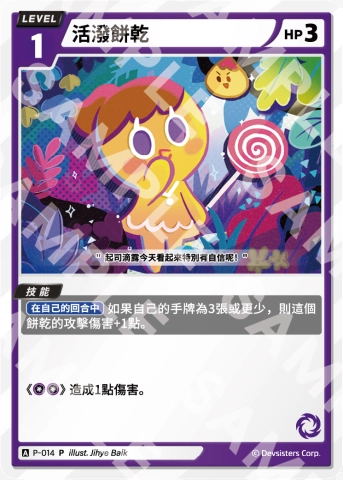 LEVEL
1
活潑餅乾
HP 3
" 起司滴露今天看起來特別有自信呢! "
技能
在自己的回合中 如果自己的手牌為3張或更少，則這個
餅乾的攻擊傷害+1點。
《》造成1點傷害。
A P-014 P illust. Jihye Baik
© Devsisters Corp.
SAMPLE